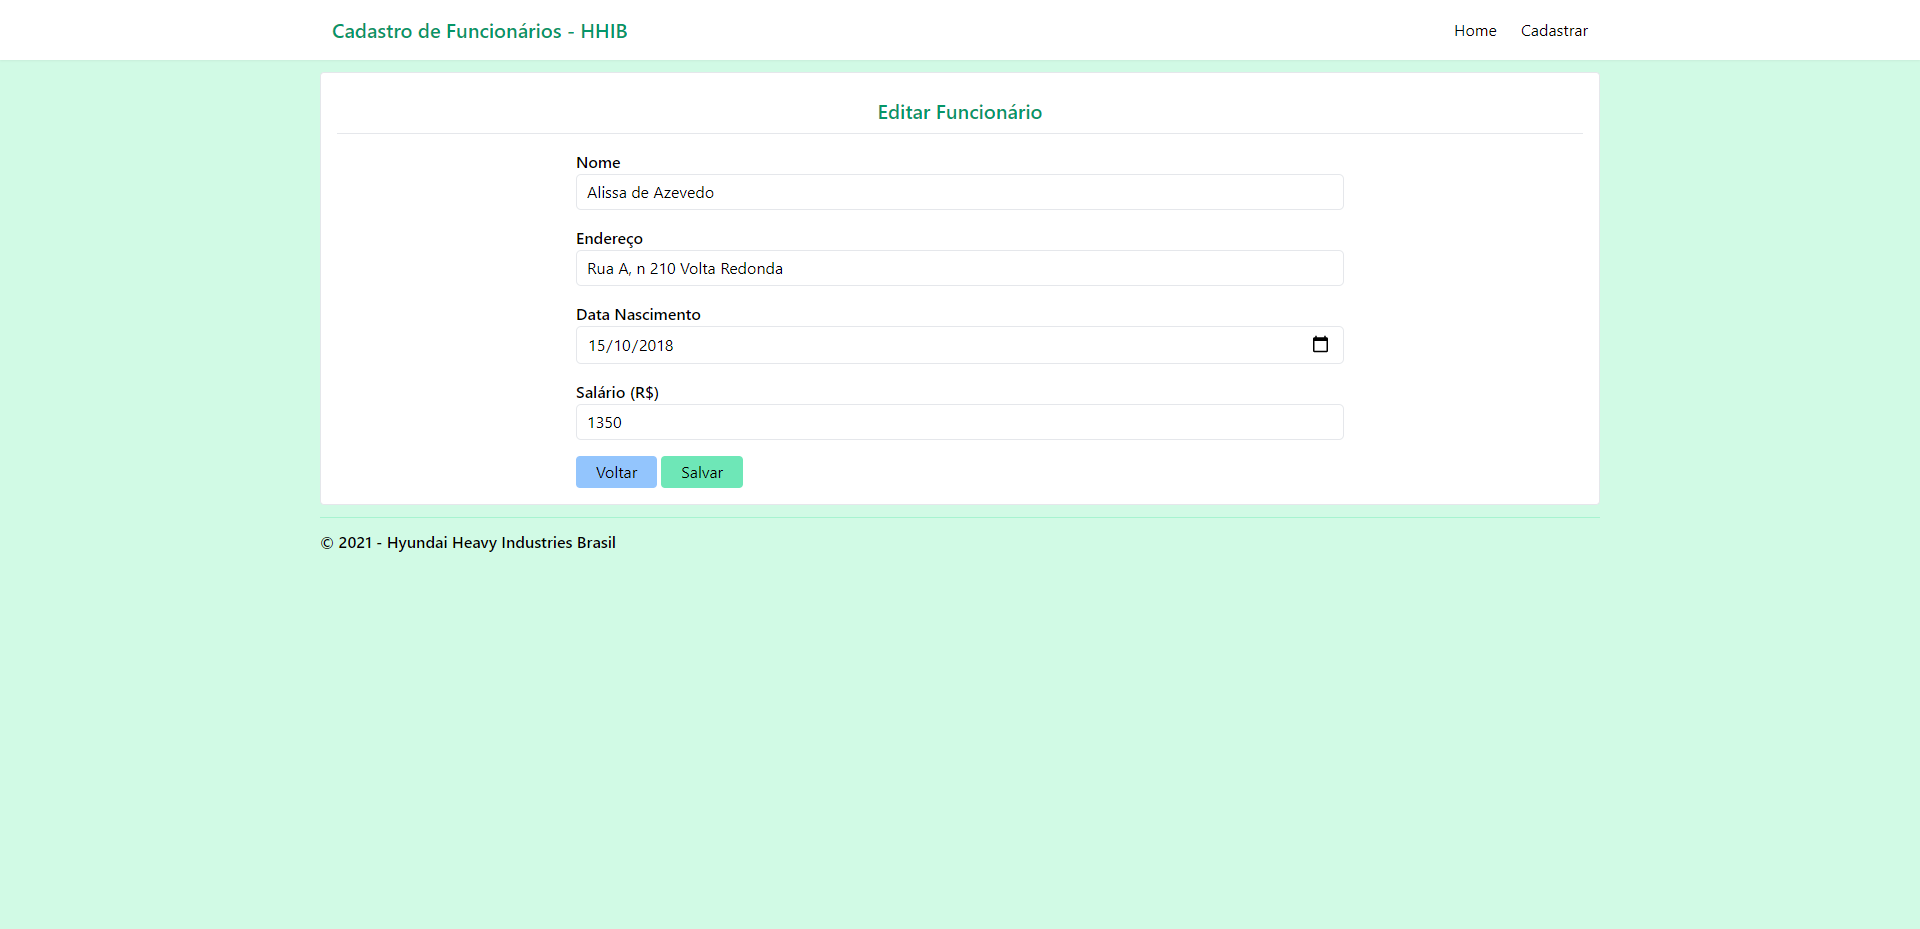 Cadastro de Funcionários - HHIB
Home
Cadastrar
Editar Funcionário
Nome
Alissa de Azevedo
Endereço
Rua A, n 210 Volta Redonda
Data Nascimento
15/10/2018
Salário (R$)
1350
Voltar
Salvar
© 2021 - Hyundai Heavy Industries Brasil